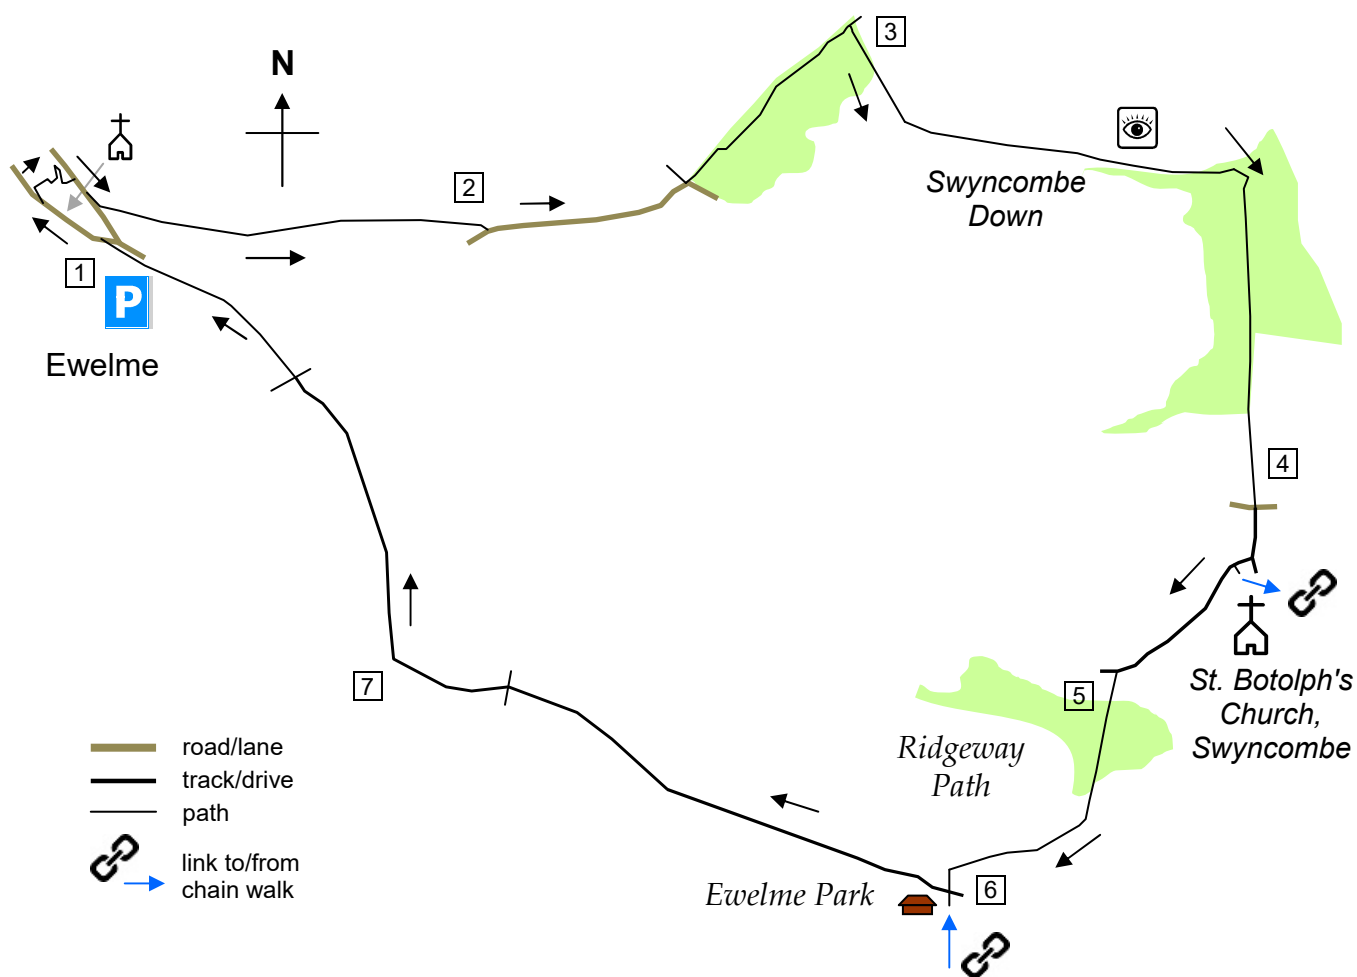 3
N
2
Swyncombe
Down
1
P
Ewelme
4
7
5
St. Botolph's
Church,
Swyncombe
Ridgeway
Path
road/lane
track/drive
path
link to/from
chain walk
Ewelme Park
6